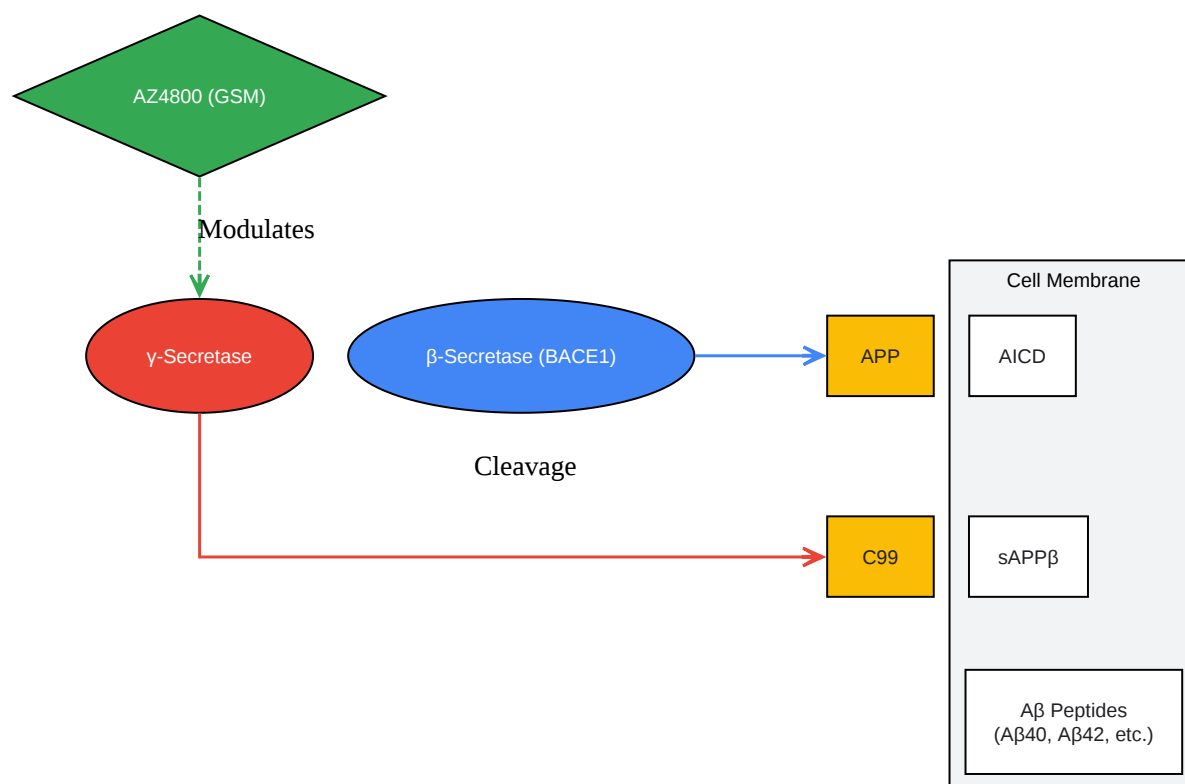 AZ4800 (GSM)
Modulates
Cell Membrane
γ-Secretase
β-Secretase (BACE1)
APP
AICD
Cleavage
C99
sAPPβ
Aβ Peptides
(Aβ40, Aβ42, etc.)